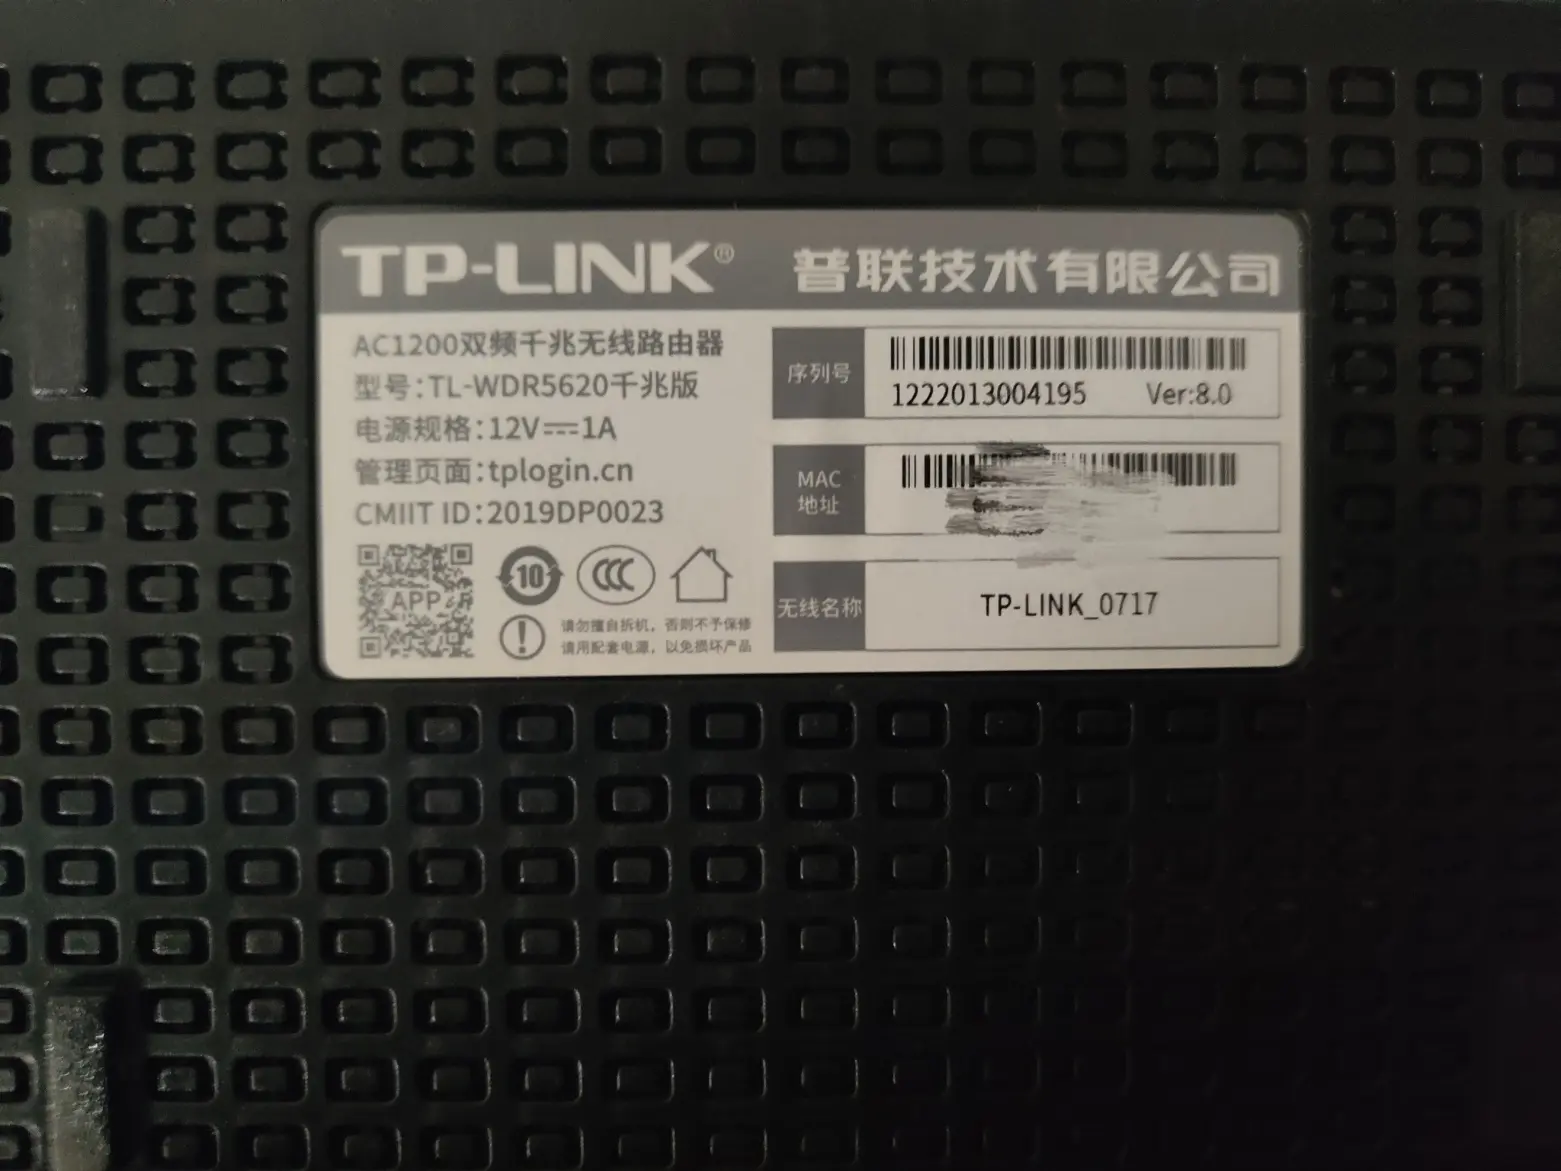 TP-LINK® 普联技术有限公司
AC1200双频千兆无线路由器
型号:TL-WDR5620千兆版
电源规格:12V⎓1A
管理页面:tplogin.cn
CMIIT ID:2019DP0023
APP
10
CCC
请勿擅自拆机，否则不予保修
请用配套电源，以免损坏产品
序列号
1222013004195 Ver:8.0
MAC
地址
无线名称
TP-LINK_0717